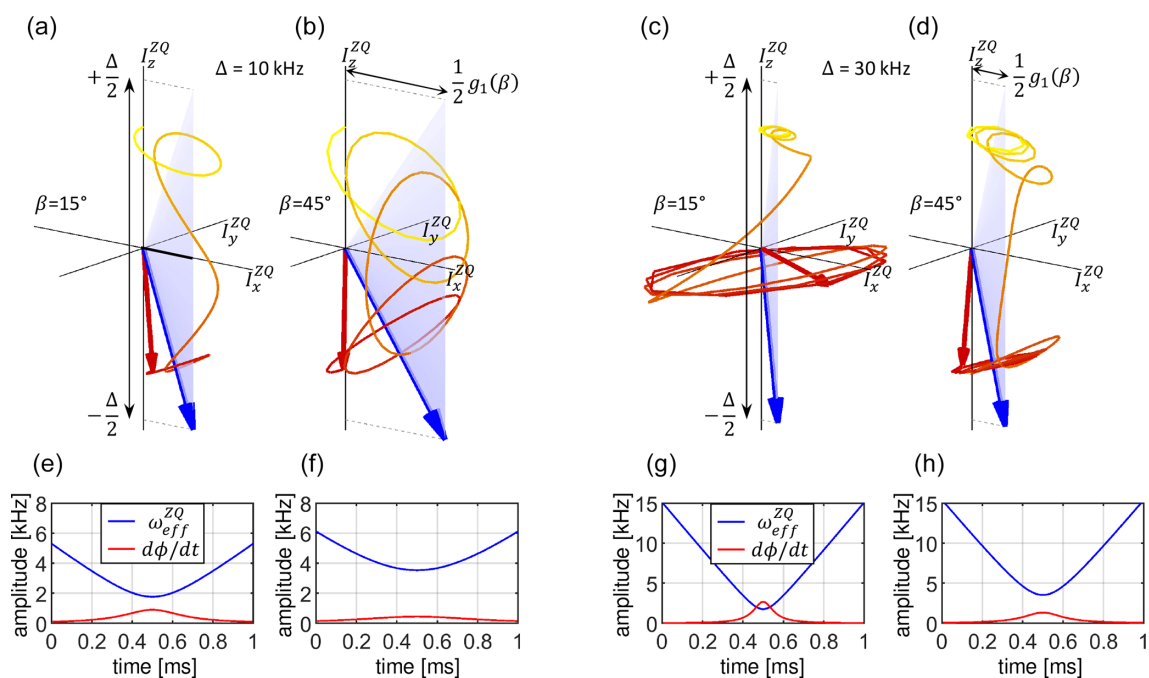 (a)
(b)
(c)
(d)
I_z^{ZQ}
+Δ/2
Δ = 10 kHz
I_z^{ZQ}
1/2 g₁(β)
I_z^{ZQ}
+Δ/2
Δ = 30 kHz
I_z^{ZQ}
1/2 g₁(β)
β=15°
I_y^{ZQ}
I_x^{ZQ}
β=45°
I_y^{ZQ}
I_x^{ZQ}
β=15°
I_y^{ZQ}
I_x^{ZQ}
β=45°
I_y^{ZQ}
I_x^{ZQ}
−Δ/2
−Δ/2
(e)
(f)
(g)
(h)
amplitude [kHz]
8
6
4
2
0
ω_{eff}^{ZQ}
dϕ/dt
0 0.2 0.4 0.6 0.8 1
time [ms]
amplitude [kHz]
8
6
4
2
0
0 0.2 0.4 0.6 0.8 1
time [ms]
amplitude [kHz]
15
10
5
0
ω_{eff}^{ZQ}
dϕ/dt
0 0.2 0.4 0.6 0.8 1
time [ms]
amplitude [kHz]
15
10
5
0
0 0.2 0.4 0.6 0.8 1
time [ms]